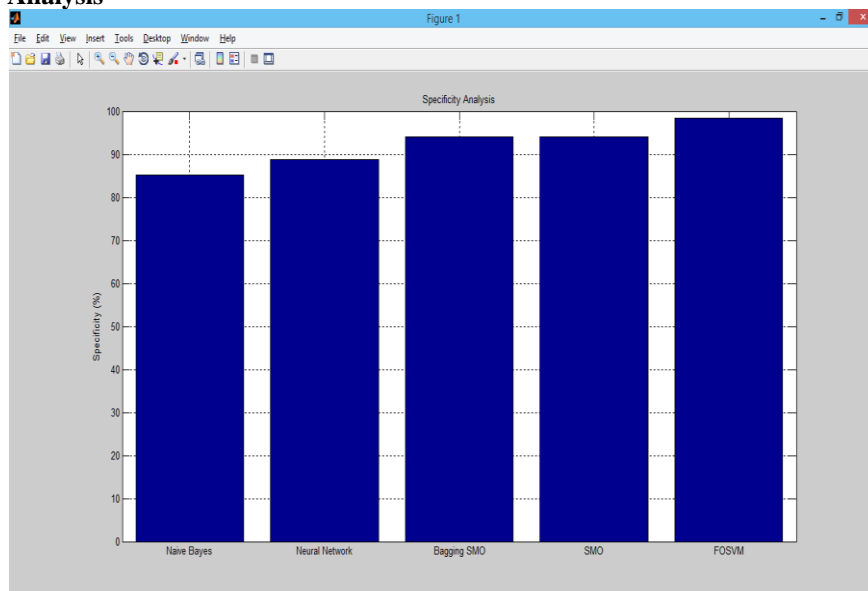 Analysis
Figure 1
File Edit View Insert Tools Desktop Window Help
Specificity Analysis
100
90
80
70
60
50
40
30
20
10
0
Specificity (%)
Naive Bayes Neural Network Bagging SMO SMO FOSVM